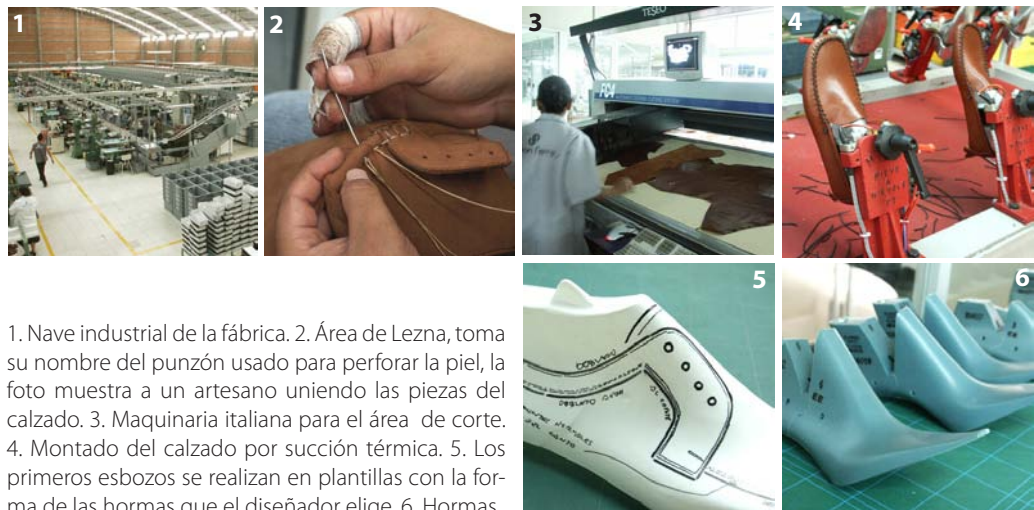 1
2
3
4
TESEO
FC4
5
6
1. Nave industrial de la fábrica. 2. Área de Lezna, toma
su nombre del punzón usado para perforar la piel, la
foto muestra a un artesano uniendo las piezas del
calzado. 3. Maquinaria italiana para el área de corte.
4. Montado del calzado por succión térmica. 5. Los
primeros esbozos se realizan en plantillas con la for-
ma de las hormas que el diseñador elige. 6. Hormas.